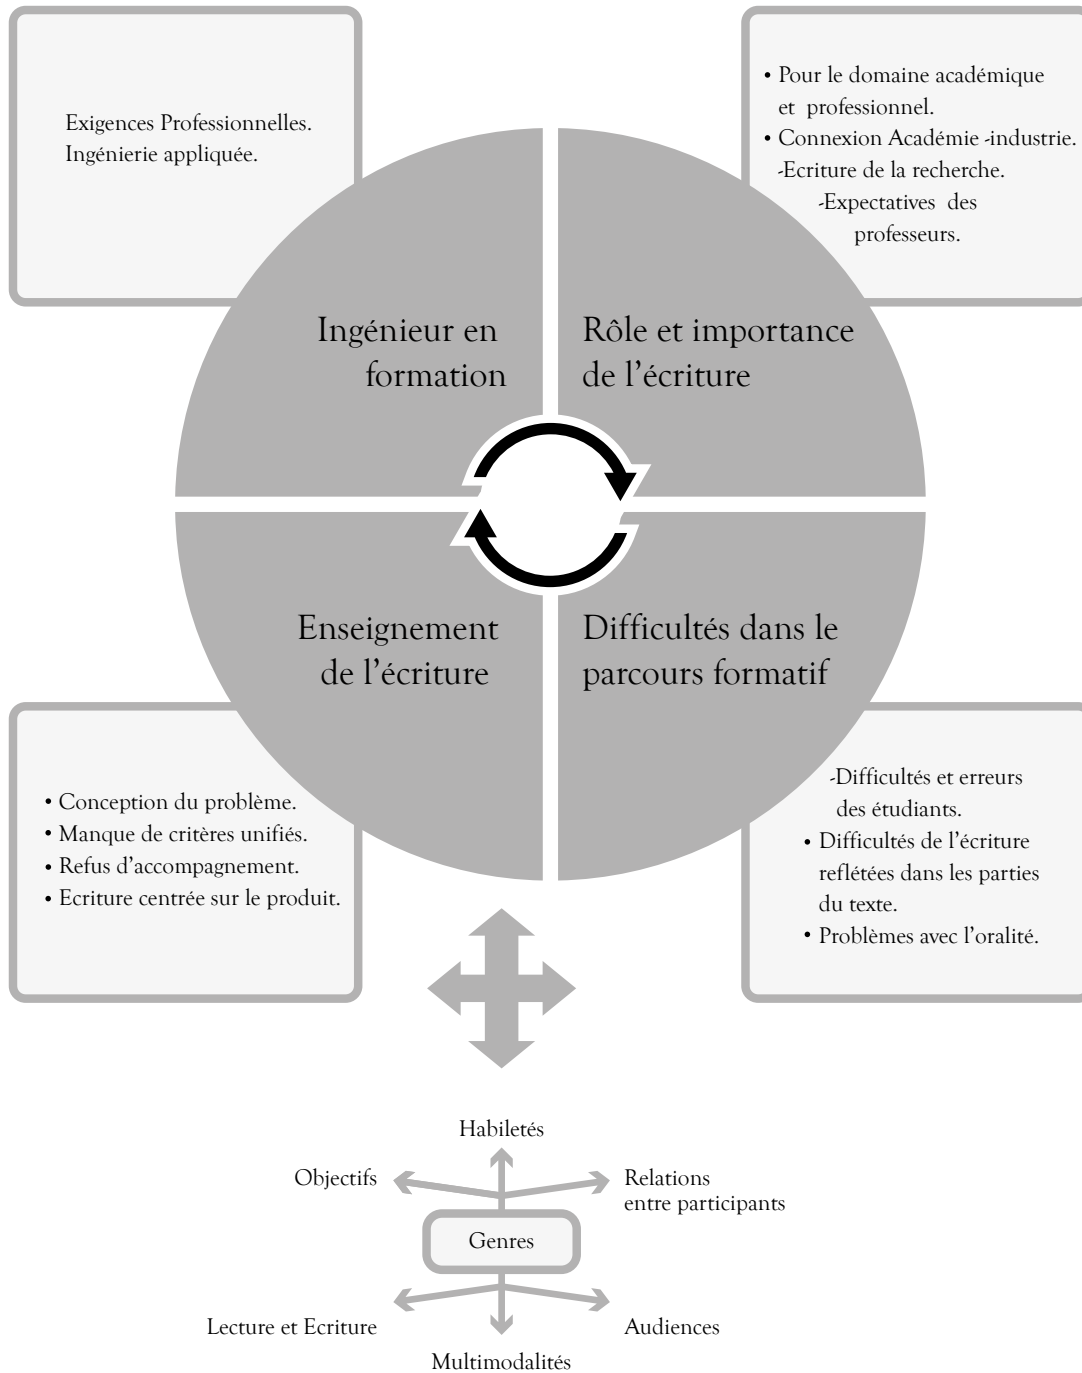 Exigences Professionnelles.
Ingénierie appliquée.
• Pour le domaine académique
et professionnel.
• Connexion Académie -industrie.
-Ecriture de la recherche.
-Expectatives des
professeurs.
Ingénieur en
formation
Rôle et importance
de l’écriture
Enseignement
de l’écriture
Difficultés dans le
parcours formatif
• Conception du problème.
• Manque de critères unifiés.
• Refus d’accompagnement.
• Ecriture centrée sur le produit.
-Difficultés et erreurs
des étudiants.
• Difficultés de l’écriture
reflétées dans les parties
du texte.
• Problèmes avec l’oralité.
Habiletés
Objectifs
Relations
entre participants
Genres
Lecture et Ecriture
Audiences
Multimodalités